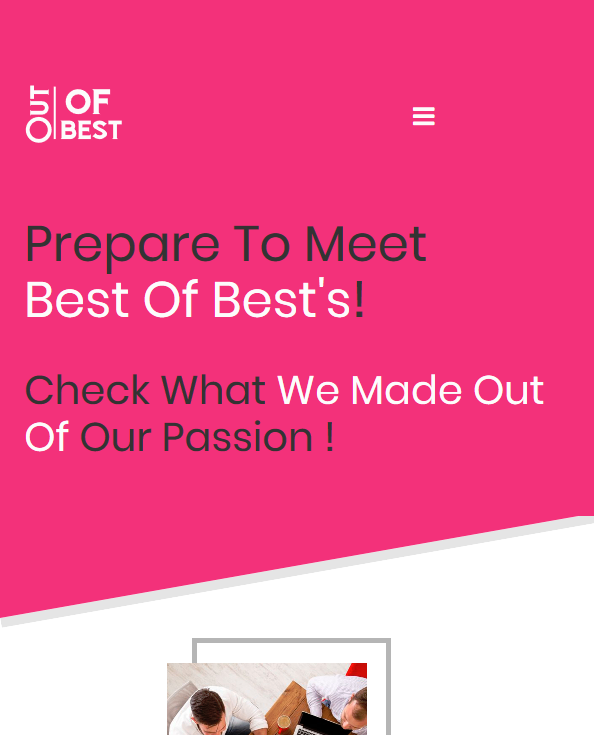 OUT OF BEST
Prepare To Meet
Best Of Best's!
Check What We Made Out
Of Our Passion !